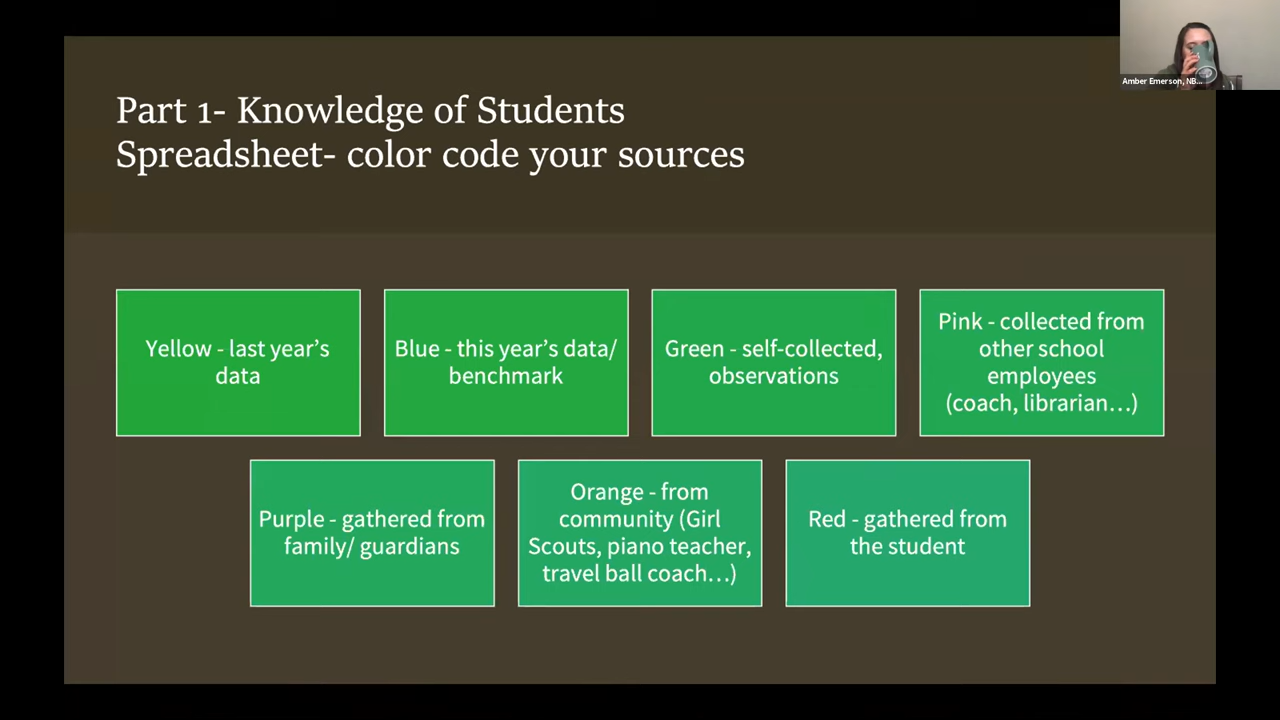 Part 1- Knowledge of Students
Spreadsheet- color code your sources
Yellow - last year's
data
Blue - this year's data/
benchmark
Green - self-collected,
observations
Pink - collected from
other school
employees
(coach, librarian...)
Purple - gathered from
family/ guardians
Orange - from
community (Girl
Scouts, piano teacher,
travel ball coach...)
Red - gathered from
the student
Amber Emerson, NB...